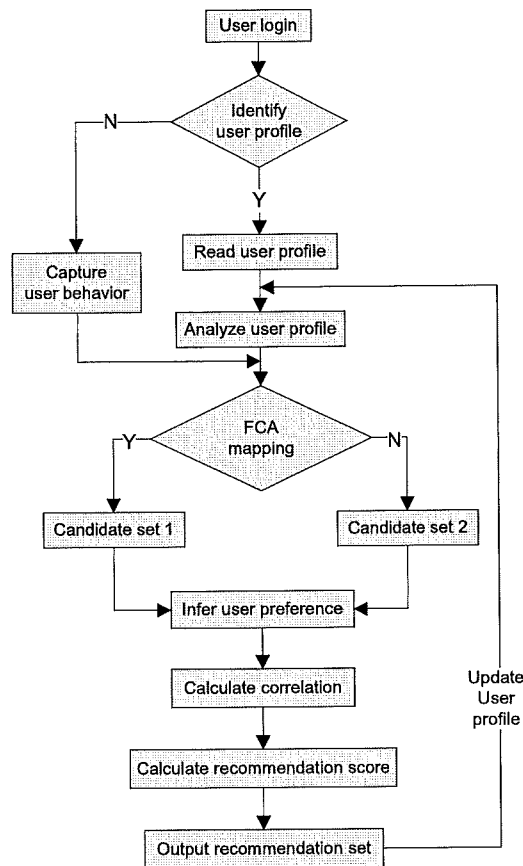 User login
Identify
user profile
N
Y
Read user profile
Capture
user behavior
Analyze user profile
FCA
mapping
Y
N
Candidate set 1
Candidate set 2
Infer user preference
Calculate correlation
Update
User
profile
Calculate recommendation score
Output recommendation set